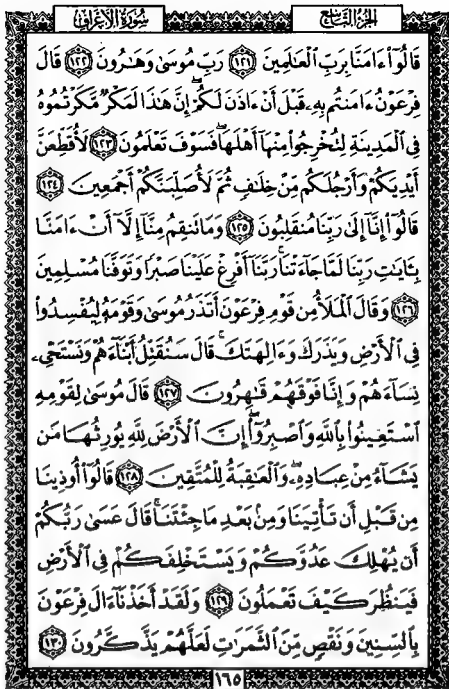 الجزء التاسع
سورة الأعراف
قَالُوٓا۟ ءَامَنَّا بِرَبِّ ٱلْعَـٰلَمِينَ ١٢١ رَبِّ مُوسَىٰ وَهَـٰرُونَ ١٢٢ قَالَ
فِرْعَوْنُ ءَامَنتُم بِهِۦ قَبْلَ أَنْ ءَاذَنَ لَكُمْ ۖ إِنَّ هَـٰذَا لَمَكْرٌ مَّكَرْتُمُوهُ
فِى ٱلْمَدِينَةِ لِتُخْرِجُوا۟ مِنْهَآ أَهْلَهَا ۖ فَسَوْفَ تَعْلَمُونَ ١٢٣ لَأُقَطِّعَنَّ
أَيْدِيَكُمْ وَأَرْجُلَكُم مِّنْ خِلَـٰفٍ ثُمَّ لَأُصَلِّبَنَّكُمْ أَجْمَعِينَ ١٢٤
قَالُوٓا۟ إِنَّآ إِلَىٰ رَبِّنَا مُنقَلِبُونَ ١٢٥ وَمَا تَنقِمُ مِنَّآ إِلَّآ أَنْ ءَامَنَّا
بِـَٔايَـٰتِ رَبِّنَا لَمَّا جَآءَتْنَا ۚ رَبَّنَآ أَفْرِغْ عَلَيْنَا صَبْرًا وَتَوَفَّنَا مُسْلِمِينَ
١٢٦ وَقَالَ ٱلْمَلَأُ مِن قَوْمِ فِرْعَوْنَ أَتَذَرُ مُوسَىٰ وَقَوْمَهُۥ لِيُفْسِدُوا۟
فِى ٱلْأَرْضِ وَيَذَرَكَ وَءَالِهَتَكَ ۚ قَالَ سَنُقَتِّلُ أَبْنَآءَهُمْ وَنَسْتَحْىِۦ
نِسَآءَهُمْ وَإِنَّا فَوْقَهُمْ قَـٰهِرُونَ ١٢٧ قَالَ مُوسَىٰ لِقَوْمِهِ
ٱسْتَعِينُوا۟ بِٱللَّهِ وَٱصْبِرُوٓا۟ ۖ إِنَّ ٱلْأَرْضَ لِلَّهِ يُورِثُهَا مَن
يَشَآءُ مِنْ عِبَادِهِۦ ۖ وَٱلْعَـٰقِبَةُ لِلْمُتَّقِينَ ١٢٨ قَالُوٓا۟ أُوذِينَا
مِن قَبْلِ أَن تَأْتِيَنَا وَمِنۢ بَعْدِ مَا جِئْتَنَا ۚ قَالَ عَسَىٰ رَبُّكُمْ
أَن يُهْلِكَ عَدُوَّكُمْ وَيَسْتَخْلِفَكُمْ فِى ٱلْأَرْضِ
فَيَنظُرَ كَيْفَ تَعْمَلُونَ ١٢٩ وَلَقَدْ أَخَذْنَآ ءَالَ فِرْعَوْنَ
بِٱلسِّنِينَ وَنَقْصٍ مِّنَ ٱلثَّمَرَٰتِ لَعَلَّهُمْ يَذَّكَّرُونَ ١٣٠
١٦٥